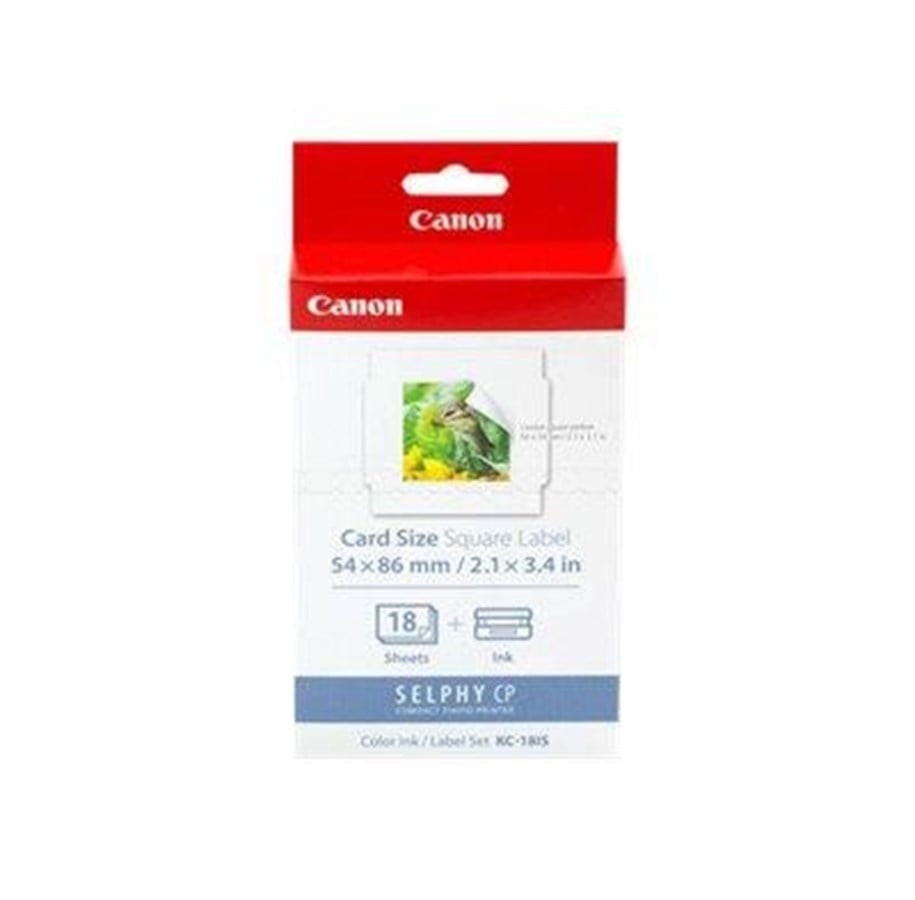 Canon
Canon
Card Size Square Label
54 × 86 mm / 2.1 × 3.4 in
18
Sheets
+
Ink
SELPHY CP
COMPACT PHOTO PRINTER
Color Ink / Label Set KC-18IS